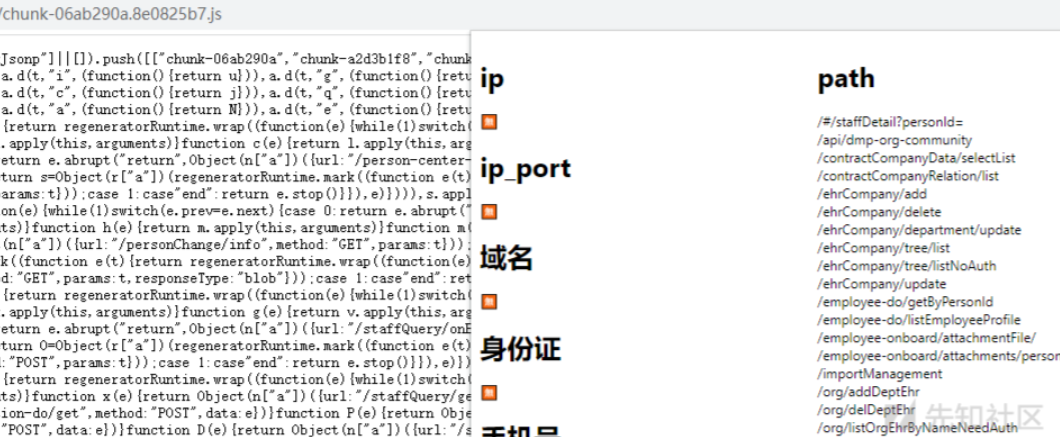 /chunk-06ab290a.8e0825b7.js
Jsonp"]||[]).push([["chunk-06ab290a","chunk-a2d3b1f8","chunk
a.d(t,"i",(function(){return u})),a.d(t,"g",(function(){retu
a.d(t,"c",(function(){return j})),a.d(t,"q",(function(){retu
a.d(t,"a",(function(){return N})),a.d(t,"e",(function(){retu
{return regeneratorRuntime.wrap((function(e){while(1)switch(
.apply(this,arguments)}function c(e){return l.apply(this,arg
return e.abrupt("return",Object(n["a"])({url:"/person-center-
return s=Object(r["a"])(regeneratorRuntime.mark((function e(t)
params:t}));case 1:case"end":return e.stop()}}),e)}))),s.appl
on(e){while(1)switch(e.prev=e.next){case 0:return e.abrupt("
ts)}function h(e){return m.apply(this,arguments)}function m(
(n["a"])({url:"/personChange/info",method:"GET",params:t}));
k((function e(t){return regeneratorRuntime.wrap((function(e)
d:"GET",params:t,responseType:"blob"}));case 1:case"end":ret
{return regeneratorRuntime.wrap((function(e){while(1)switch(
.apply(this,arguments)}function g(e){return v.apply(this,arg
return e.abrupt("return",Object(n["a"])({url:"/staffQuery/onE
turn O=Object(r["a"])(regeneratorRuntime.mark((function e(t)
d:"POST",params:t}));case 1:case"end":return e.stop()}}),e)})
{return regeneratorRuntime.wrap((function(e){while(1)switch(
ts)}function x(e){return Object(n["a"])({url:"/staffQuery/ge
tion-do/get",method:"POST",data:e})}function P(e){return Obje
"POST",data:e})}function D(e){return Object(n["a"])({url:"/s
ip
ip_port
域名
身份证
手机号
path
/#/staffDetail?personId=
/api/dmp-org-community
/contractCompanyData/selectList
/contractCompanyRelation/list
/ehrCompany/add
/ehrCompany/delete
/ehrCompany/department/update
/ehrCompany/tree/list
/ehrCompany/tree/listNoAuth
/ehrCompany/update
/employee-do/getByPersonId
/employee-do/listEmployeeProfile
/employee-onboard/attachmentFile/
/employee-onboard/attachments/person
/importManagement
/org/addDeptEhr
/org/delDeptEhr
/org/listOrgEhrByNameNeedAuth
先知社区